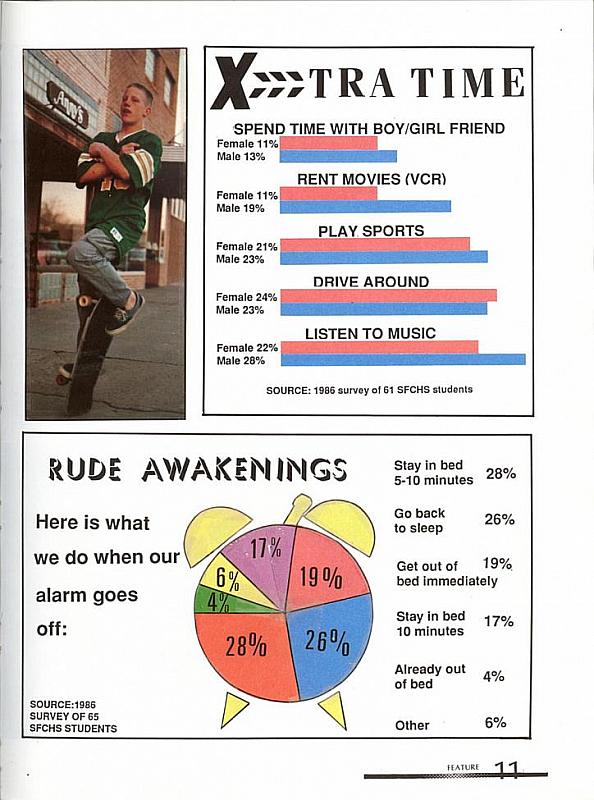 Andy's
X-TRA TIME
SPEND TIME WITH BOY/GIRL FRIEND
Female 11%
Male 13%
RENT MOVIES (VCR)
Female 11%
Male 19%
PLAY SPORTS
Female 21%
Male 23%
DRIVE AROUND
Female 24%
Male 23%
LISTEN TO MUSIC
Female 22%
Male 28%
SOURCE: 1986 survey of 61 SFCHS students
RUDE AWAKENINGS
Here is what
we do when our
alarm goes
off:
SOURCE:1986
SURVEY OF 65
SFCHS STUDENTS
17%
19%
6%
4%
28%
26%
Stay in bed
5-10 minutes 28%
Go back
to sleep 26%
Get out of
bed immediately 19%
Stay in bed
10 minutes 17%
Already out
of bed 4%
Other 6%
FEATURE 11